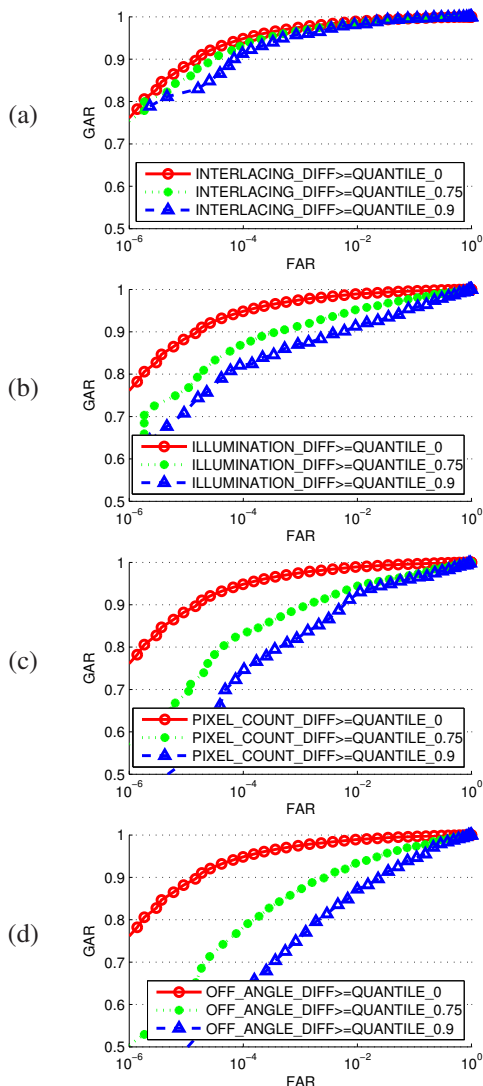 (a)
GAR
1
0.9
0.8
0.7
0.6
0.5
INTERLACING_DIFF>=QUANTILE_0
INTERLACING_DIFF>=QUANTILE_0.75
INTERLACING_DIFF>=QUANTILE_0.9
10^-6
10^-4
10^-2
10^0
FAR
(b)
GAR
1
0.9
0.8
0.7
0.6
0.5
ILLUMINATION_DIFF>=QUANTILE_0
ILLUMINATION_DIFF>=QUANTILE_0.75
ILLUMINATION_DIFF>=QUANTILE_0.9
10^-6
10^-4
10^-2
10^0
FAR
(c)
GAR
1
0.9
0.8
0.7
0.6
0.5
PIXEL_COUNT_DIFF>=QUANTILE_0
PIXEL_COUNT_DIFF>=QUANTILE_0.75
PIXEL_COUNT_DIFF>=QUANTILE_0.9
10^-6
10^-4
10^-2
10^0
FAR
(d)
GAR
1
0.9
0.8
0.7
0.6
0.5
OFF_ANGLE_DIFF>=QUANTILE_0
OFF_ANGLE_DIFF>=QUANTILE_0.75
OFF_ANGLE_DIFF>=QUANTILE_0.9
10^-6
10^-4
10^-2
10^0
FAR